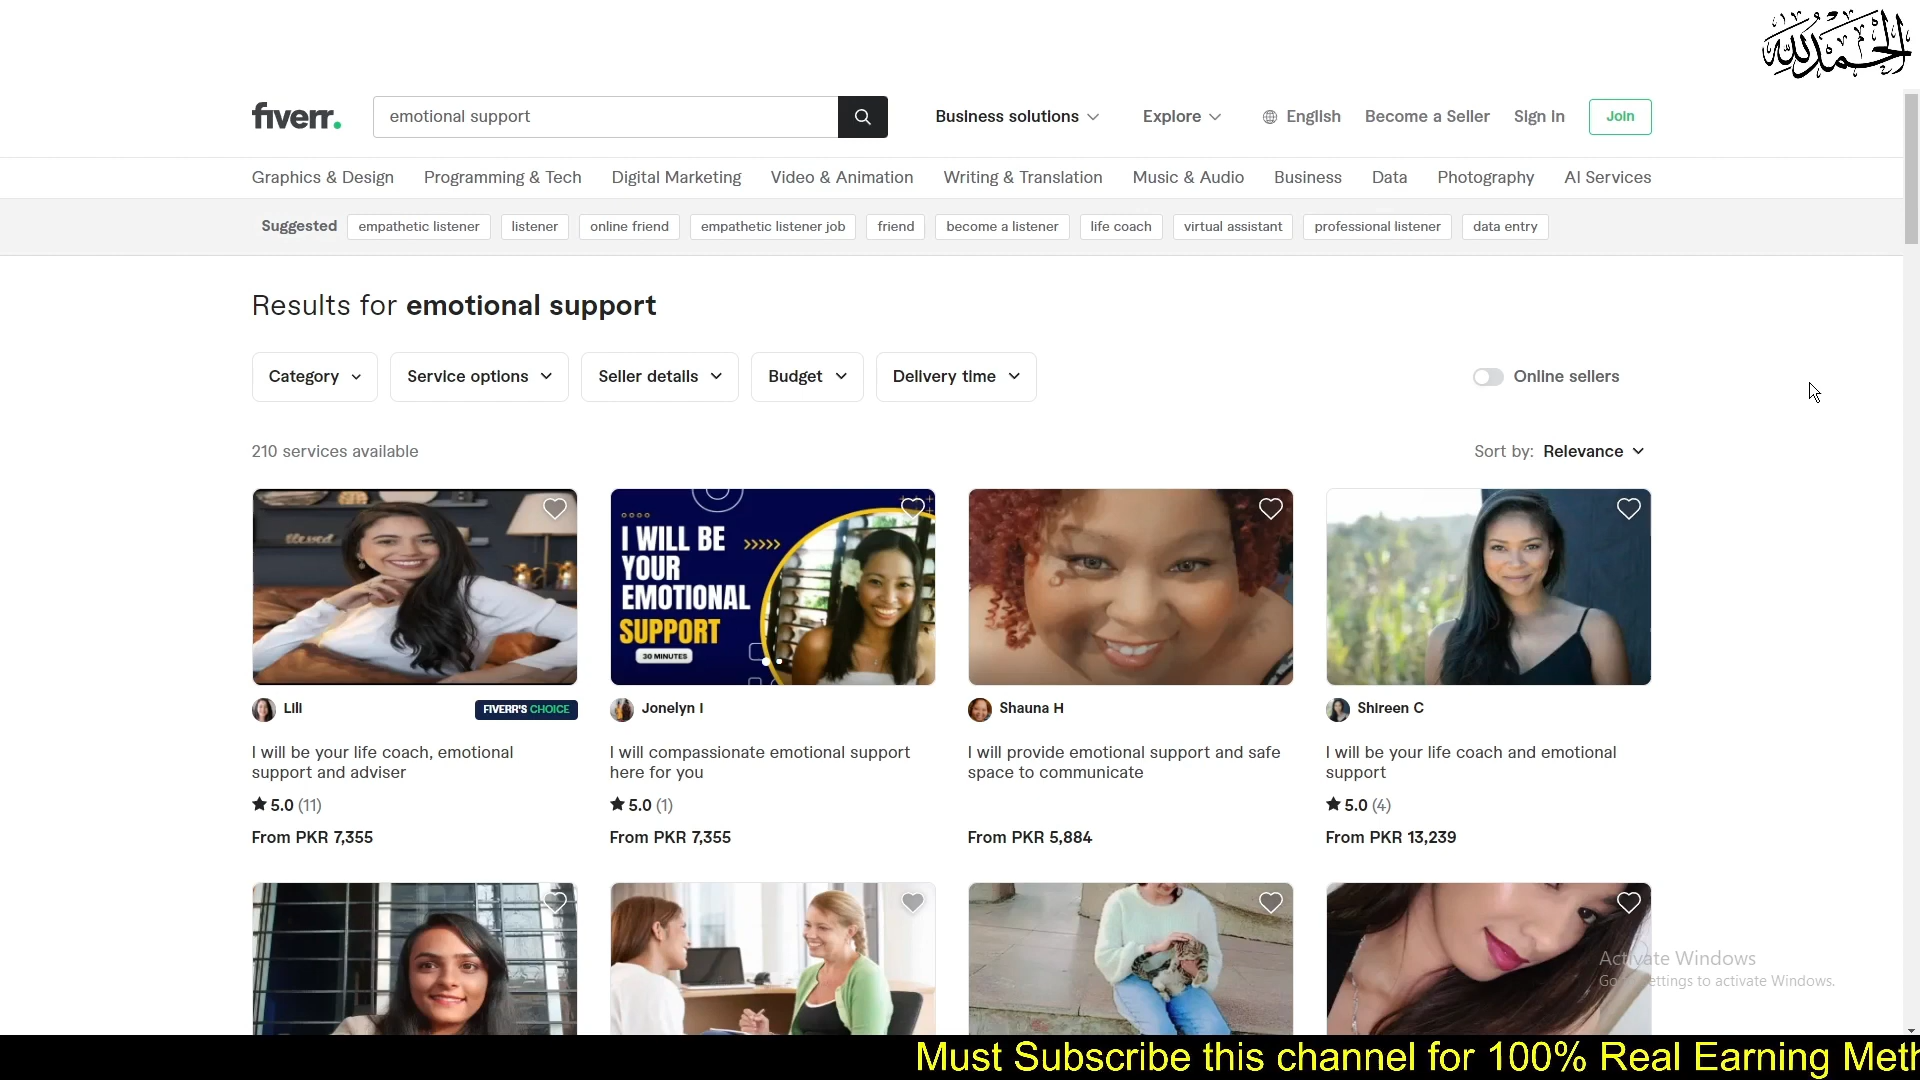 الحمد لله
fiverr.
emotional support
Business solutions
Explore
English
Become a Seller
Sign In
Join
Graphics & Design
Programming & Tech
Digital Marketing
Video & Animation
Writing & Translation
Music & Audio
Business
Data
Photography
AI Services
Suggested
empathetic listener
listener
online friend
empathetic listener job
friend
become a listener
life coach
virtual assistant
professional listener
data entry
Results for emotional support
Category
Service options
Seller details
Budget
Delivery time
Online sellers
210 services available
Sort by: Relevance
I WILL BE
YOUR
EMOTIONAL
SUPPORT
30 MINUTES
Lili
FIVERR'S CHOICE
I will be your life coach, emotional
support and adviser
5.0 (11)
From PKR 7,355
Jonelyn I
I will compassionate emotional support
here for you
5.0 (1)
From PKR 7,355
Shauna H
I will provide emotional support and safe
space to communicate
From PKR 5,884
Shireen C
I will be your life coach and emotional
support
5.0 (4)
From PKR 13,239
Activate Windows
Go ettings to activate Windows.
Must Subscribe this channel for 100% Real Earning Meth